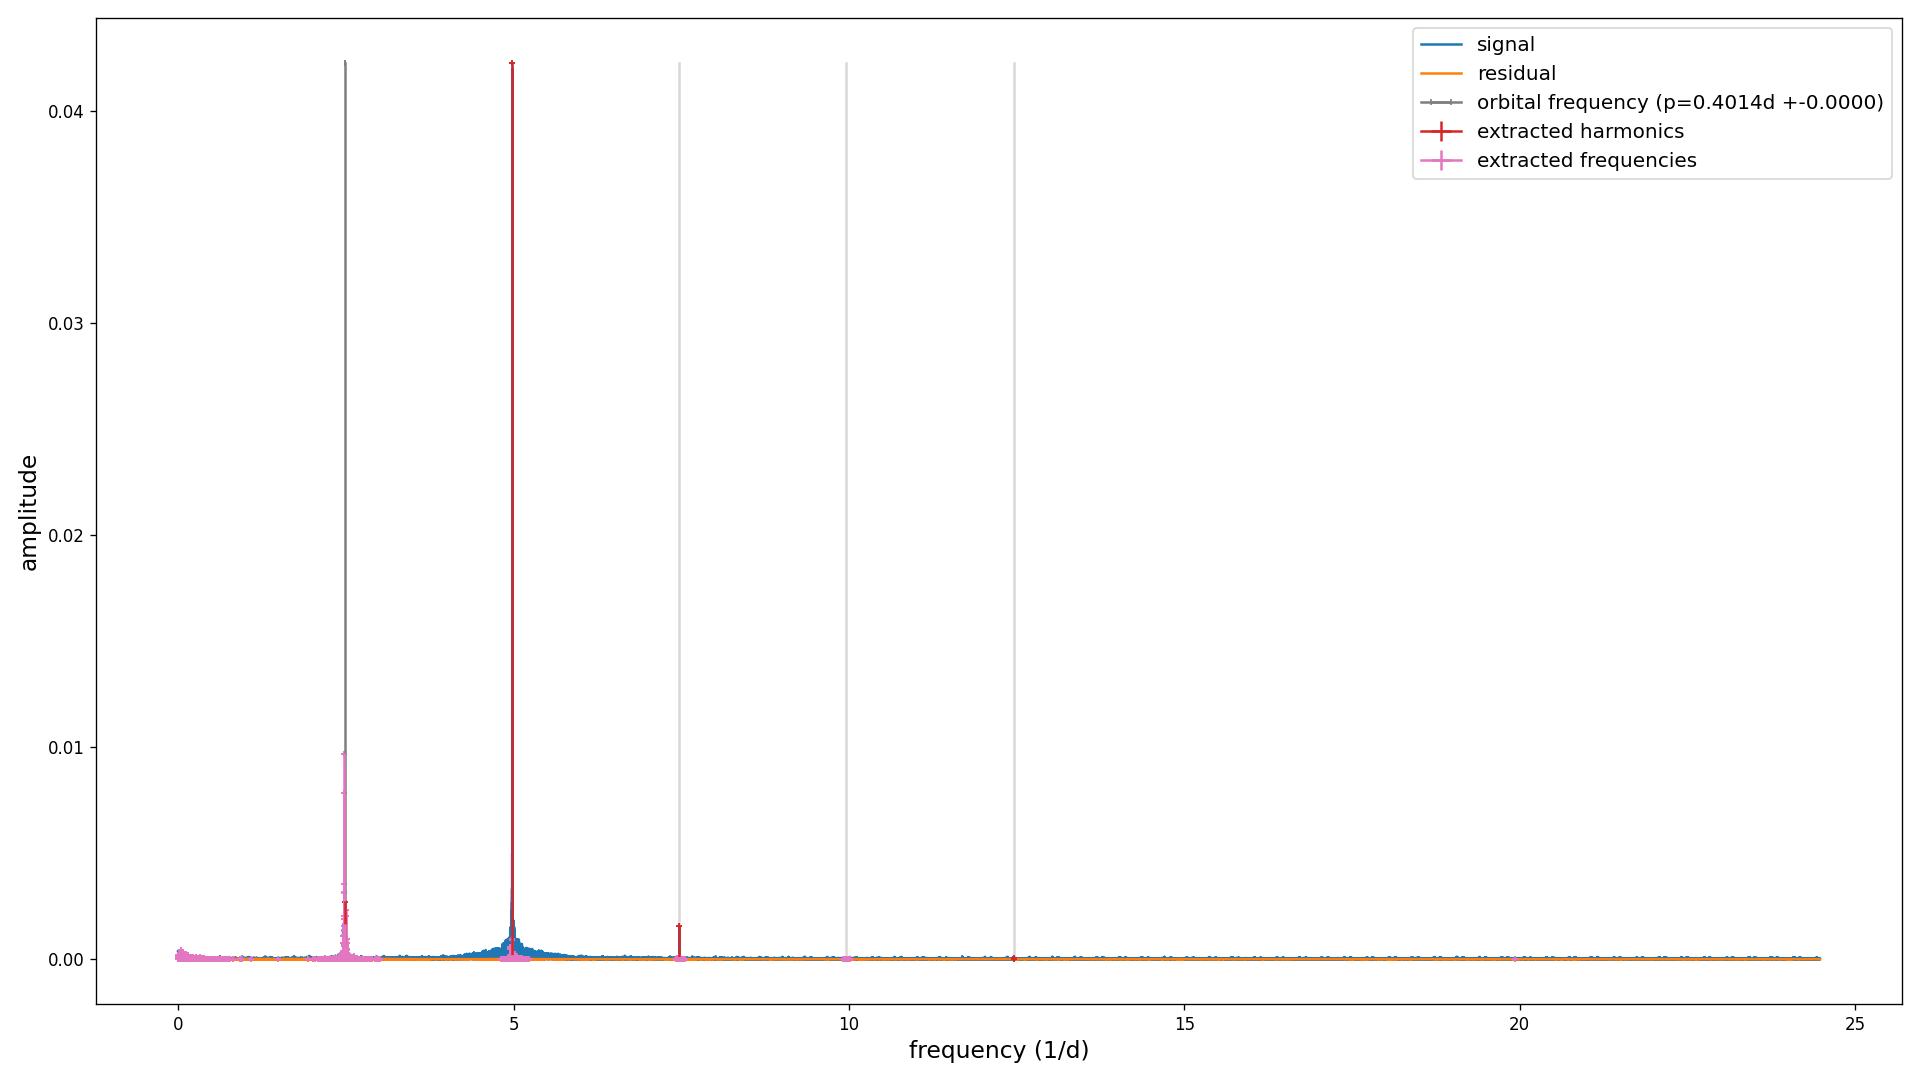 signal
residual
orbital frequency (p=0.4014d +-0.0000)
extracted harmonics
extracted frequencies
0.04
0.03
0.02
0.01
0.00
amplitude
0 5 10 15 20 25
frequency (1/d)